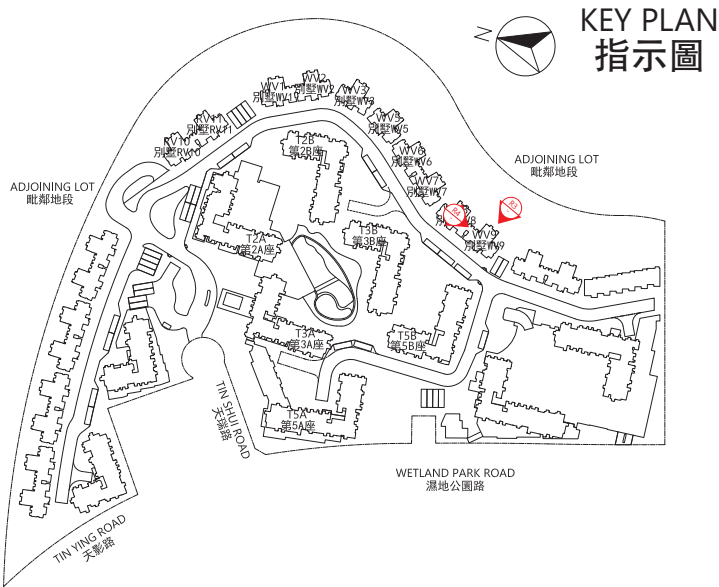 KEY PLAN
指示圖
N
WV1
別墅WV1
WV2
別墅WV2
WV3
別墅WV3
RV11
別墅RV11
WV5
別墅WV5
RV10
別墅RV10
T2B
第2B座
WV6
別墅WV6
ADJOINING LOT
毗鄰地段
ADJOINING LOT
毗鄰地段
WV7
別墅WV7
R4
R3
T3B
第3B座
WV9
別墅WV9
T2A
第2A座
T3A
第3A座
T5B
第5B座
TIN SHUI ROAD
天瑞路
T5A
第5A座
WETLAND PARK ROAD
濕地公園路
TIN YING ROAD
天影路